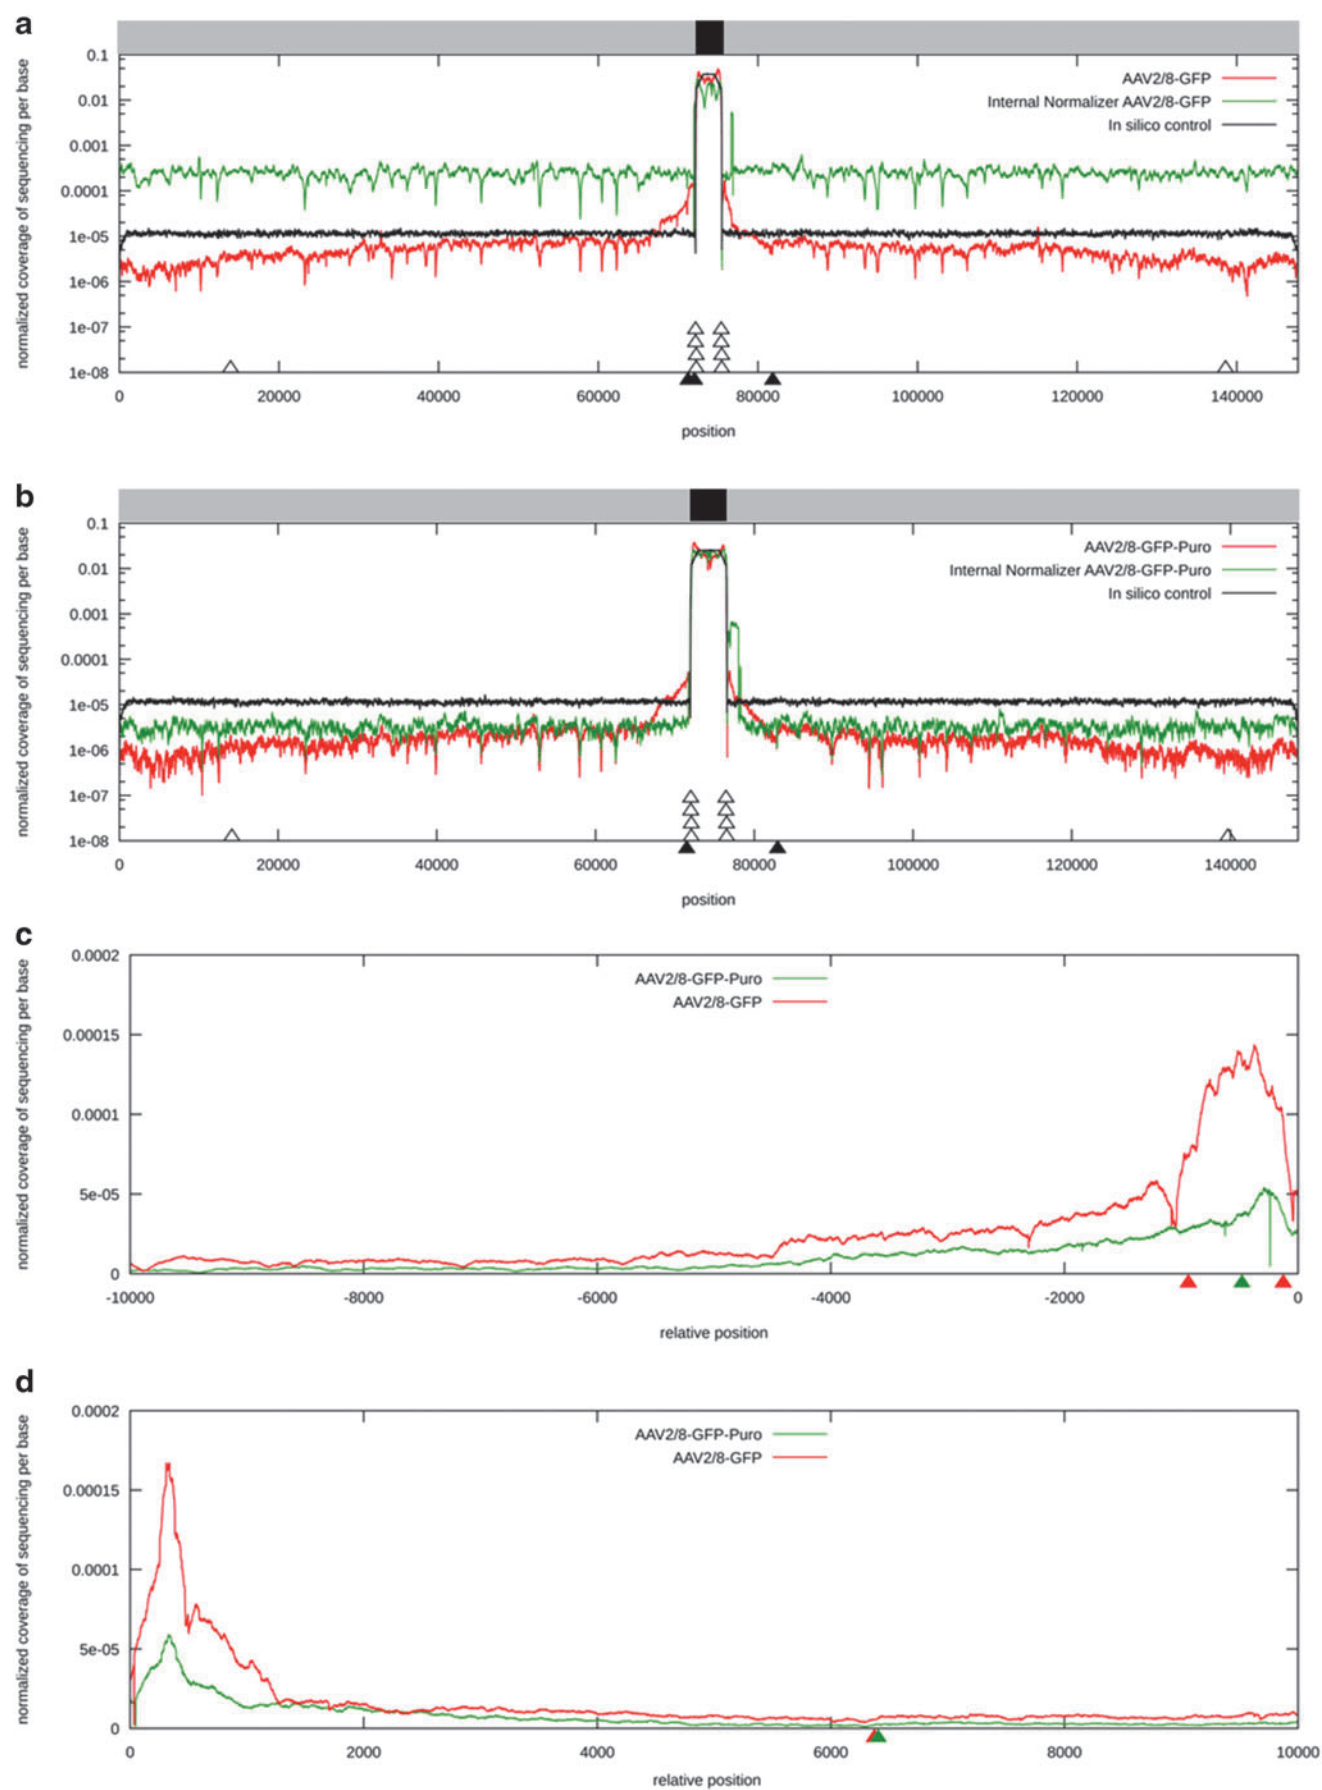 a
normalized coverage of sequencing per base
0.1
0.01
0.001
0.0001
1e-05
1e-06
1e-07
1e-08
AAV2/8-GFP
Internal Normalizer AAV2/8-GFP
In silico control
0 20000 40000 60000 80000 100000 120000 140000
position
b
normalized coverage of sequencing per base
0.1
0.01
0.001
0.0001
1e-05
1e-06
1e-07
1e-08
AAV2/8-GFP-Puro
Internal Normalizer AAV2/8-GFP-Puro
In silico control
0 20000 40000 60000 80000 100000 120000 140000
position
c
normalized coverage of sequencing per base
0.0002
0.00015
0.0001
5e-05
0
AAV2/8-GFP-Puro
AAV2/8-GFP
-10000 -8000 -6000 -4000 -2000 0
relative position
d
normalized coverage of sequencing per base
0.0002
0.00015
0.0001
5e-05
0
AAV2/8-GFP-Puro
AAV2/8-GFP
0 2000 4000 6000 8000 10000
relative position